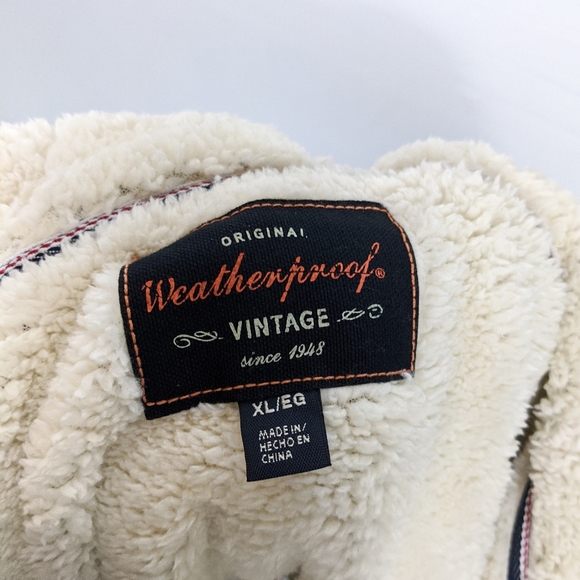 ORIGINAL
Weatherproof®
VINTAGE
since 1948
XL/EG
MADE IN/
HECHO EN
CHINA